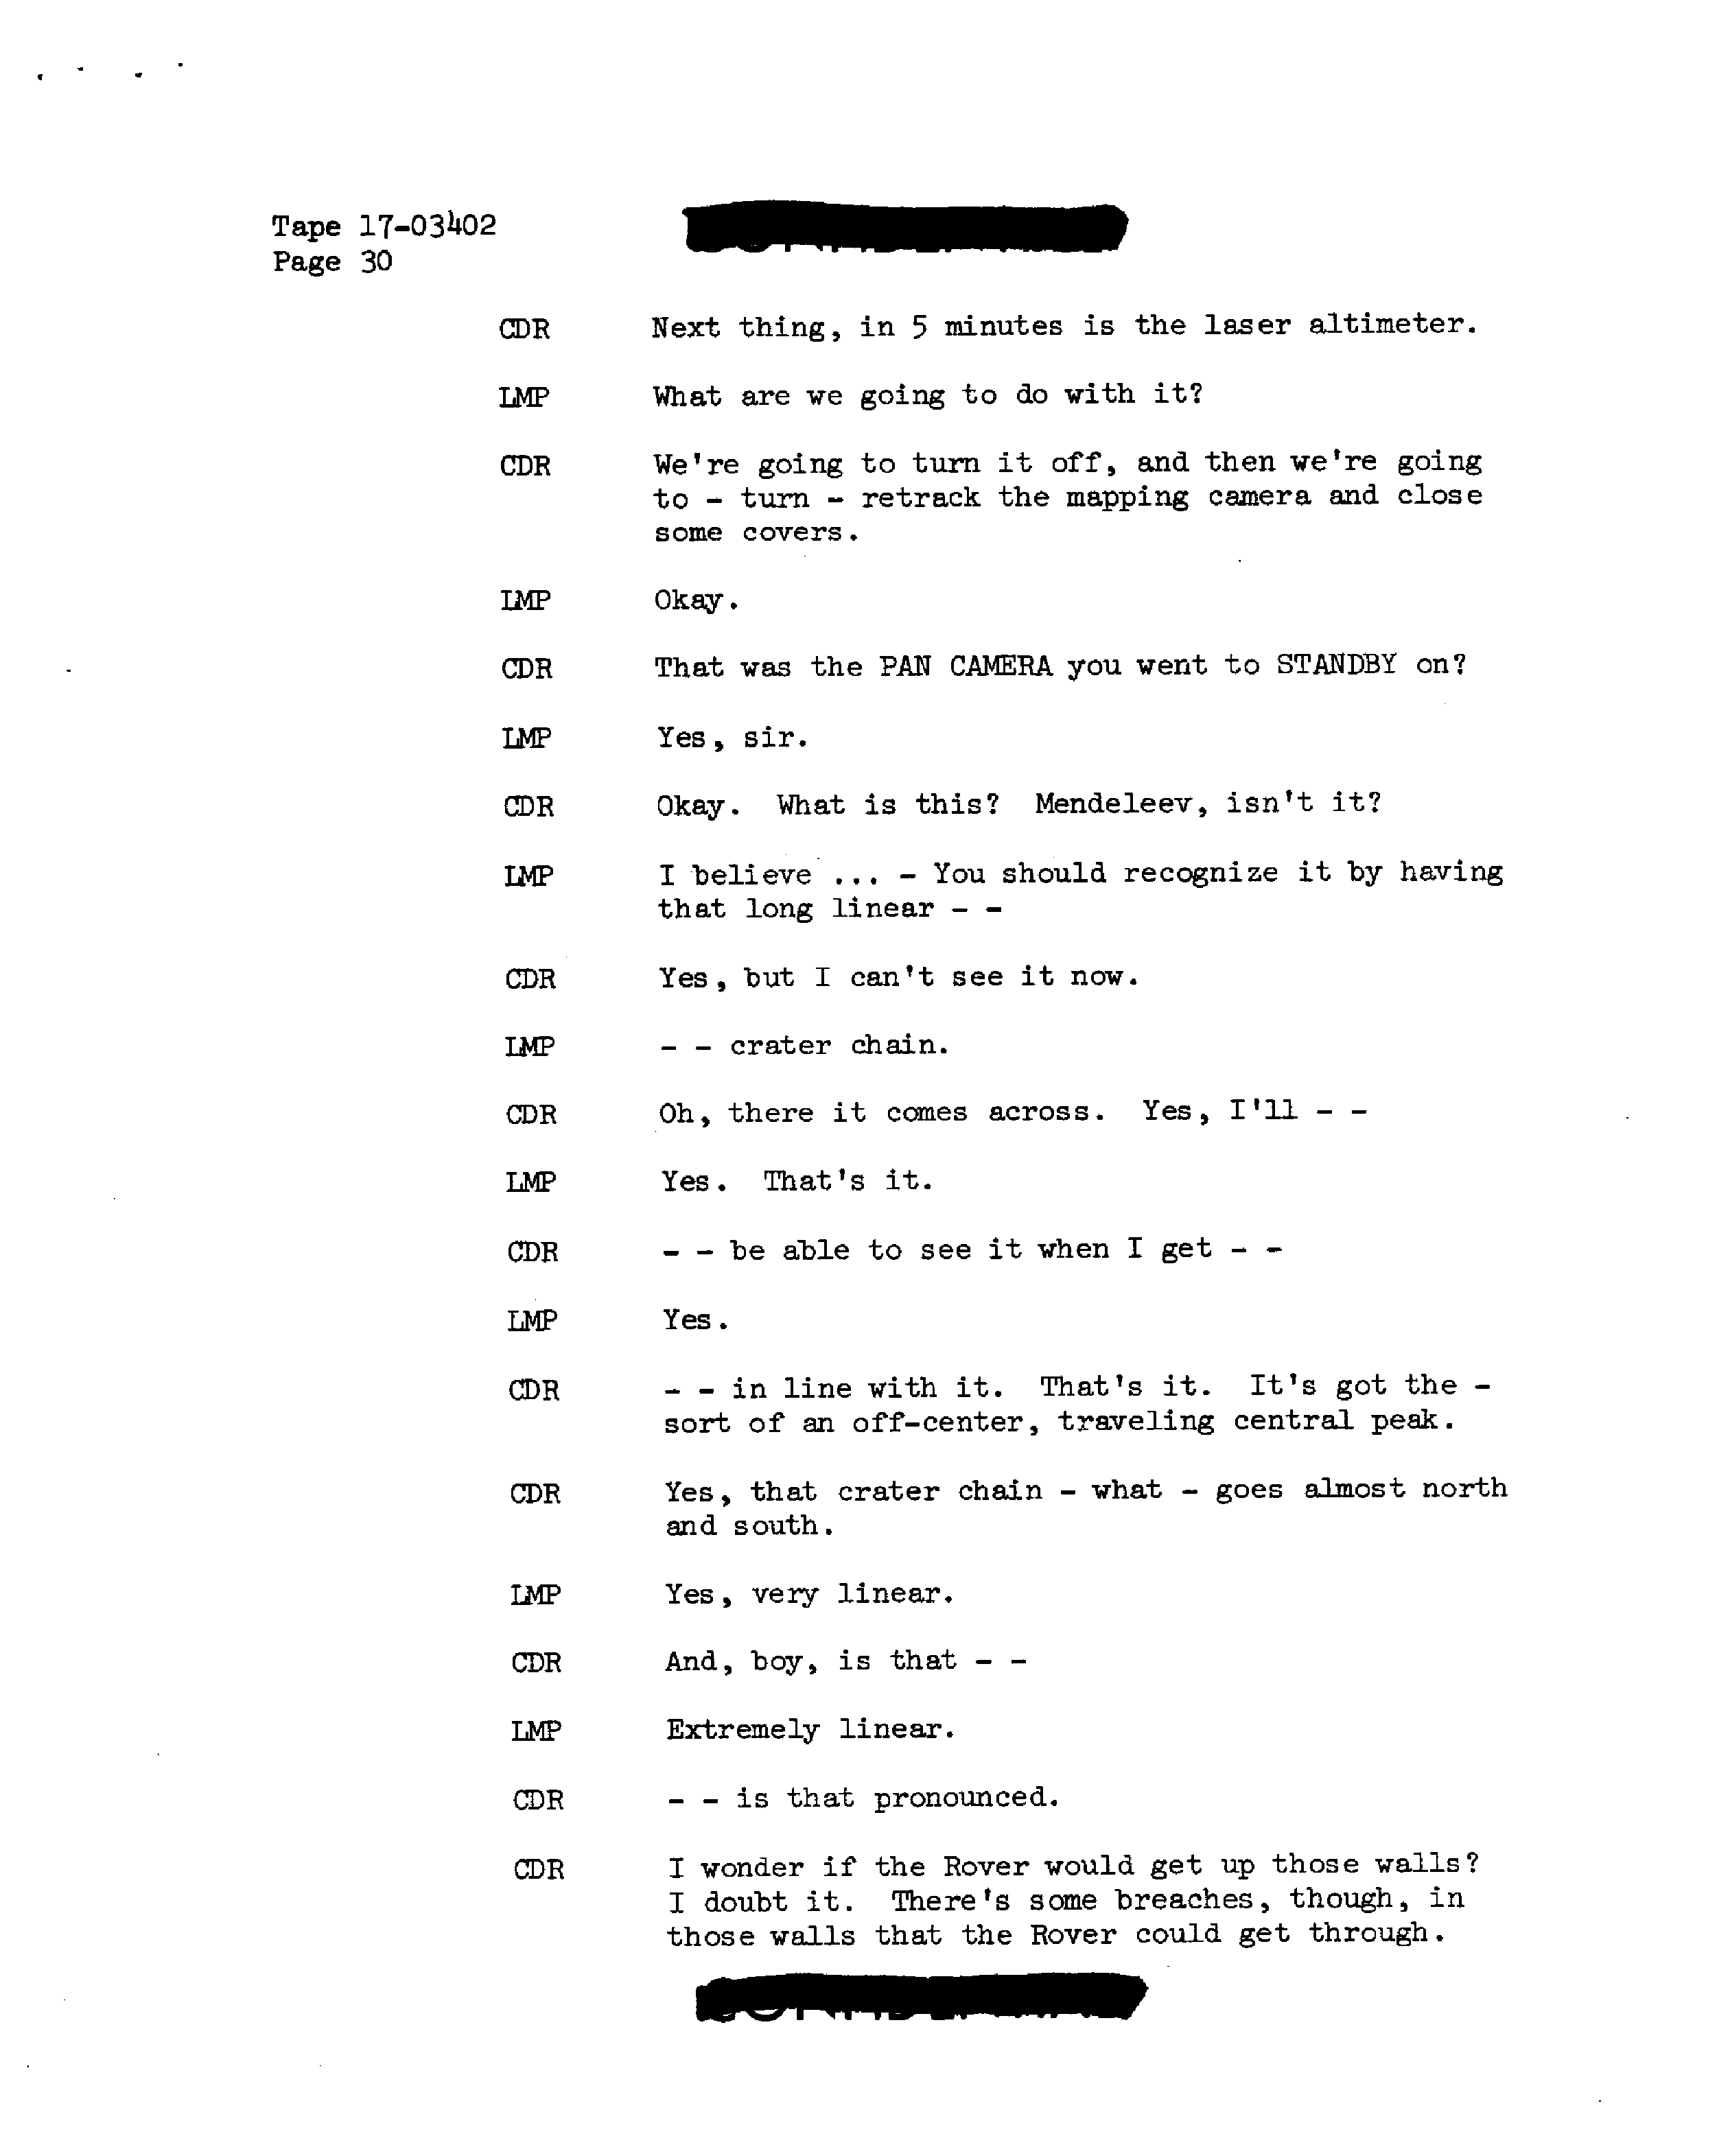 Tape 17-03402
Page 30
CDR Next thing, in 5 minutes is the laser altimeter.
LMP What are we going to do with it?
CDR We're going to turn it off, and then we're going
to - turn - retrack the mapping camera and close
some covers.
LMP Okay.
CDR That was the PAN CAMERA you went to STANDBY on?
LMP Yes, sir.
CDR Okay. What is this? Mendeleev, isn't it?
LMP I believe ... - You should recognize it by having
that long linear - -
CDR Yes, but I can't see it now.
LMP - - crater chain.
CDR Oh, there it comes across. Yes, I'll - -
LMP Yes. That's it.
CDR - - be able to see it when I get - -
LMP Yes.
CDR - - in line with it. That's it. It's got the -
sort of an off-center, traveling central peak.
CDR Yes, that crater chain - what - goes almost north
and south.
LMP Yes, very linear.
CDR And, boy, is that - -
LMP Extremely linear.
CDR - - is that pronounced.
CDR I wonder if the Rover would get up those walls?
I doubt it. There's some breaches, though, in
those walls that the Rover could get through.